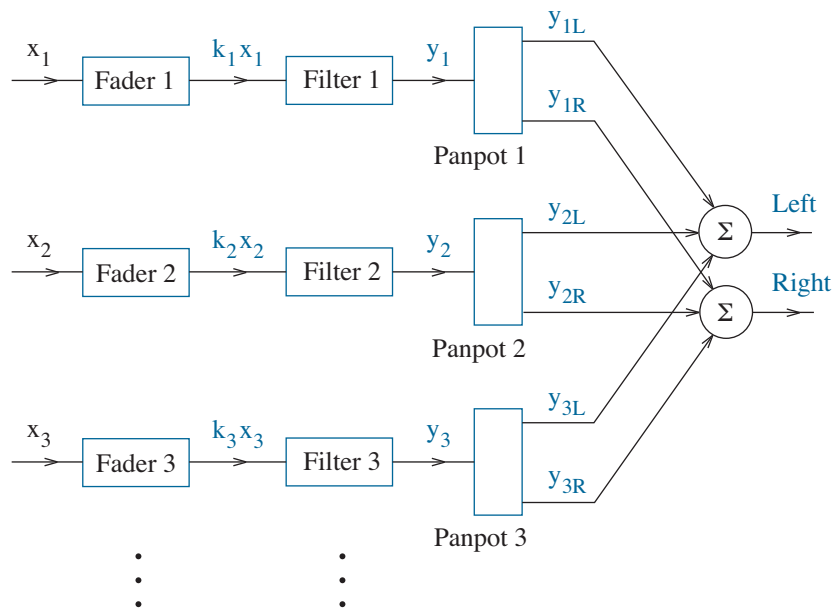 x₁ Fader 1 k₁x₁ Filter 1 y₁ y₁L
y₁R
Panpot 1
x₂ Fader 2 k₂x₂ Filter 2 y₂ y₂L Σ Left
y₂R Σ Right
Panpot 2
x₃ Fader 3 k₃x₃ Filter 3 y₃ y₃L
y₃R
Panpot 3